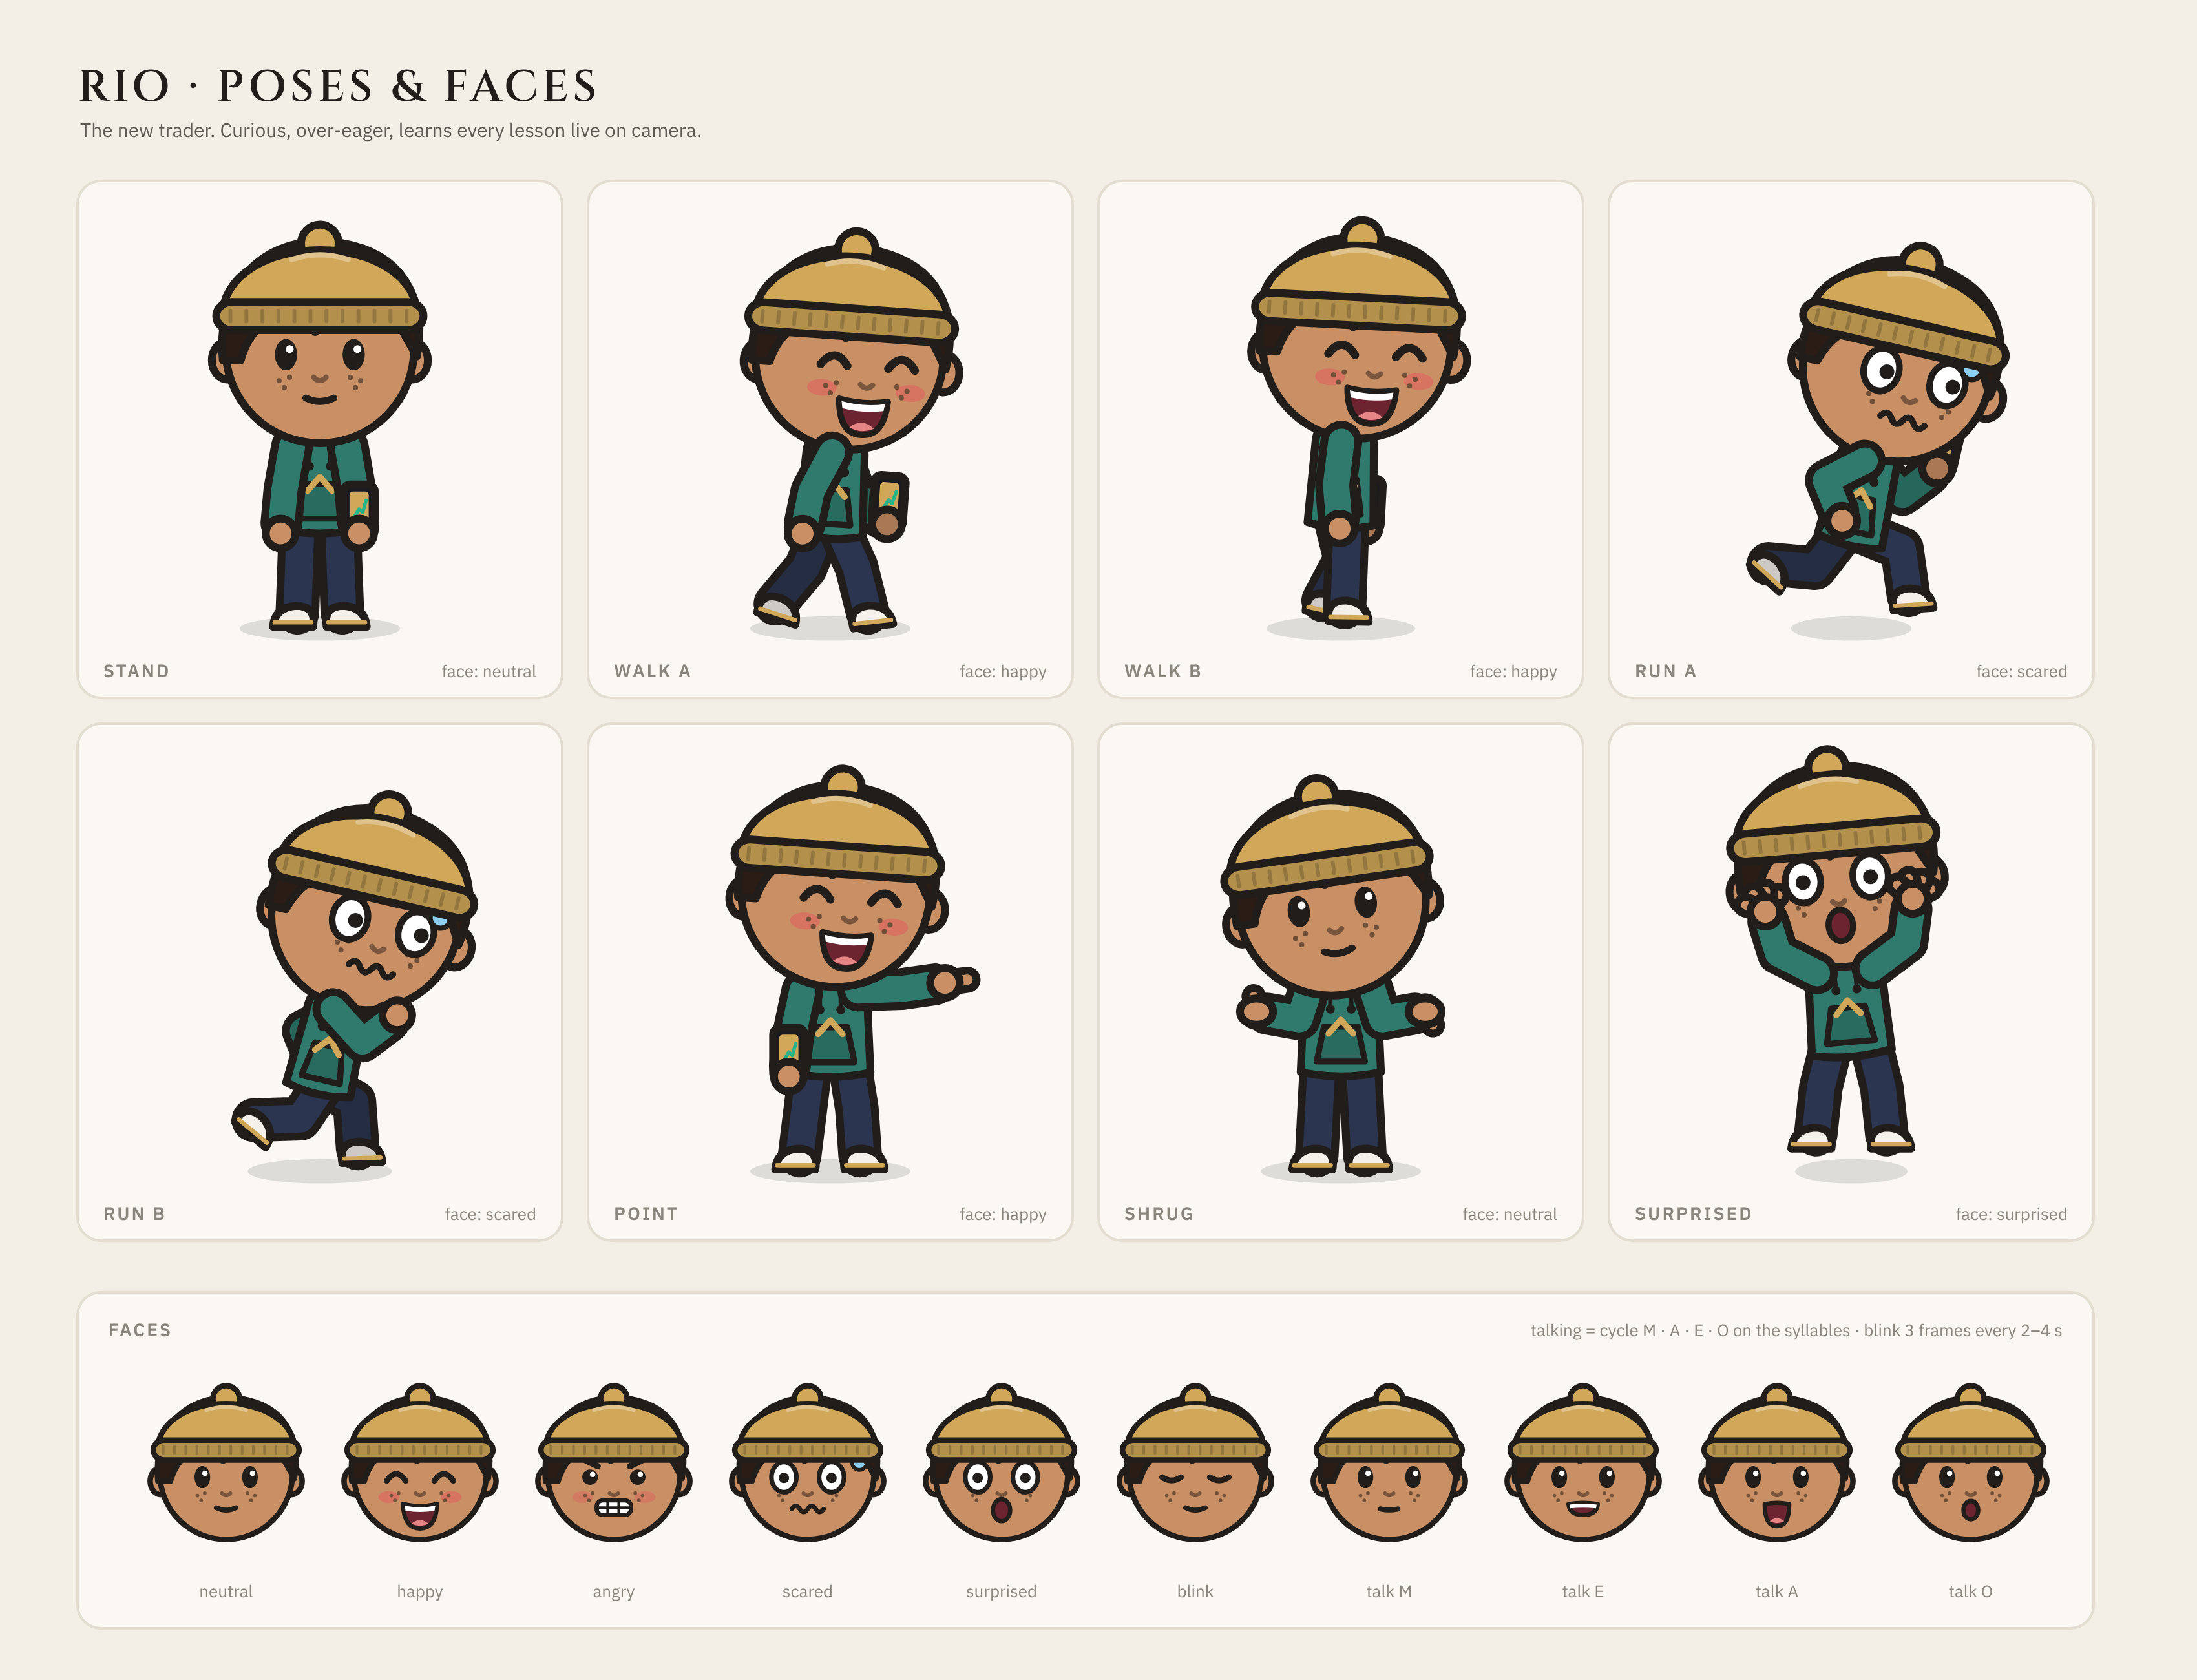 RIO · POSES & FACES
The new trader. Curious, over-eager, learns every lesson live on camera.
STAND face: neutral
WALK A face: happy
WALK B face: happy
RUN A face: scared
RUN B face: scared
POINT face: happy
SHRUG face: neutral
SURPRISED face: surprised
FACES talking = cycle M · A · E · O on the syllables · blink 3 frames every 2–4 s
neutral happy angry scared surprised blink talk M talk E talk A talk O